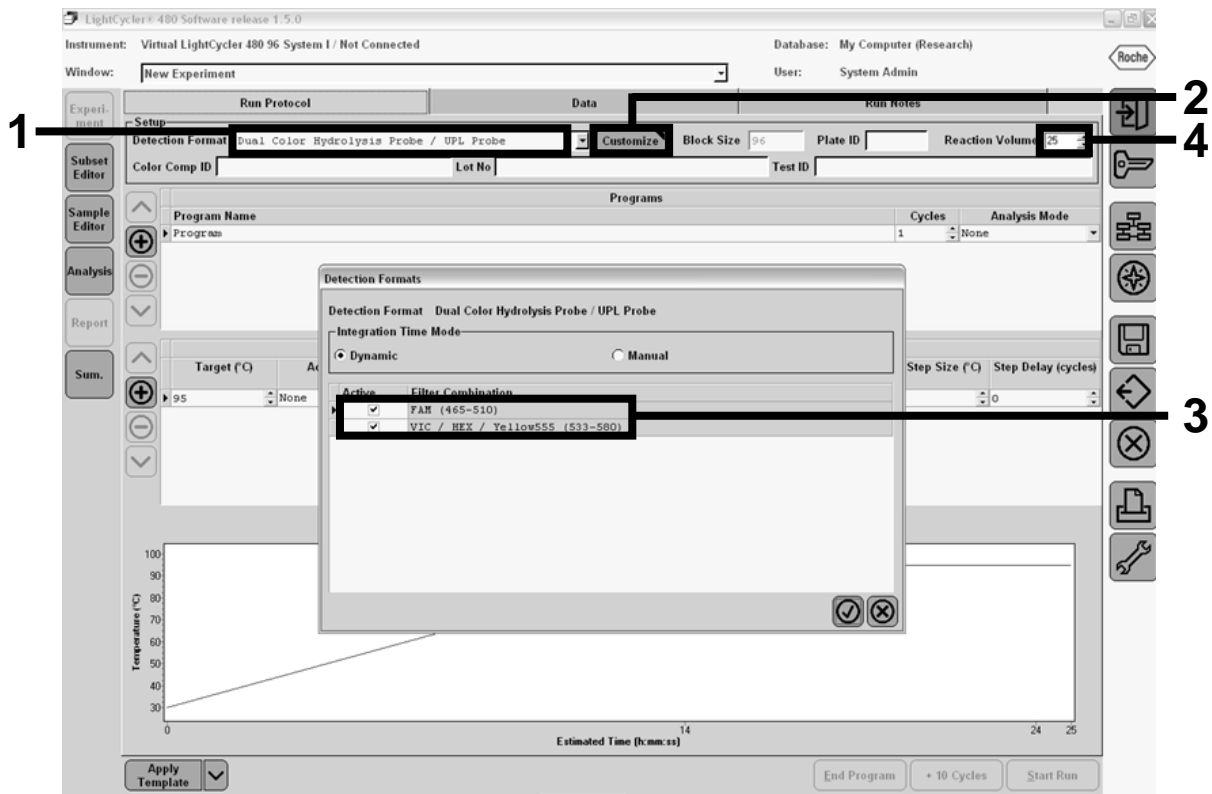 LightCycler® 480 Software release 1.5.0
Instrument: Virtual LightCycler 480 96 System I / Not Connected
Database: My Computer (Research)
Window: New Experiment
User: System Admin
Roche
Run Protocol Data Run Notes
Setup
Detection Format Dual Color Hydrolysis Probe / UPL Probe Customize Block Size 96 Plate ID Reaction Volume 25
Color Comp ID Lot No Test ID
1
2
4
Experi-
ment
Subset
Editor
Sample
Editor
Analysis
Report
Sum.
Programs
Program Name Cycles Analysis Mode
Program 1 None
Detection Formats
Detection Format Dual Color Hydrolysis Probe / UPL Probe
Integration Time Mode
Dynamic Manual
Active Filter Combination
FAM (465-510)
VIC / HEX / Yellow555 (533-580)
3
Target (°C) Ac Step Size (°C) Step Delay (cycles)
95 None 0
Temperature (°C)
100
90
80
70
60
50
40
30
0 14 24 25
Estimated Time (h:mm:ss)
Apply
Template
End Program + 10 Cycles Start Run